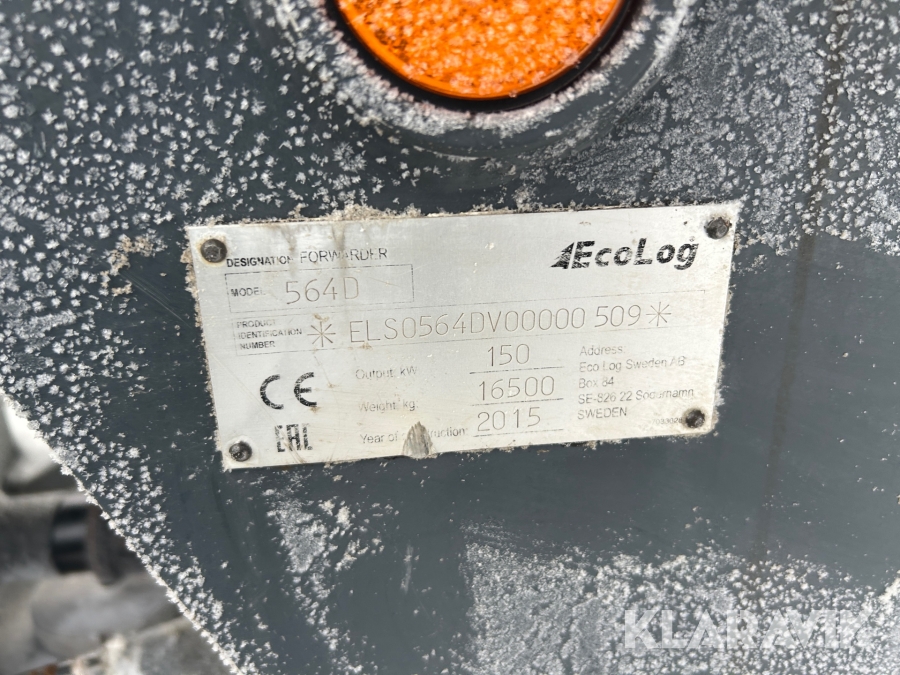 DESIGNATION FORWARDER
EcoLog
MODEL 564D
PRODUCT
IDENTIFICATION
NUMBER
* ELS0564DV00000 509 *
CE
Output, kW 150
Weight, kg 16500
Year of construction 2015
Address:
Eco Log Sweden AB
Box 84
SE-826 22 Söderhamn
SWEDEN
EAC
KLARAVIK